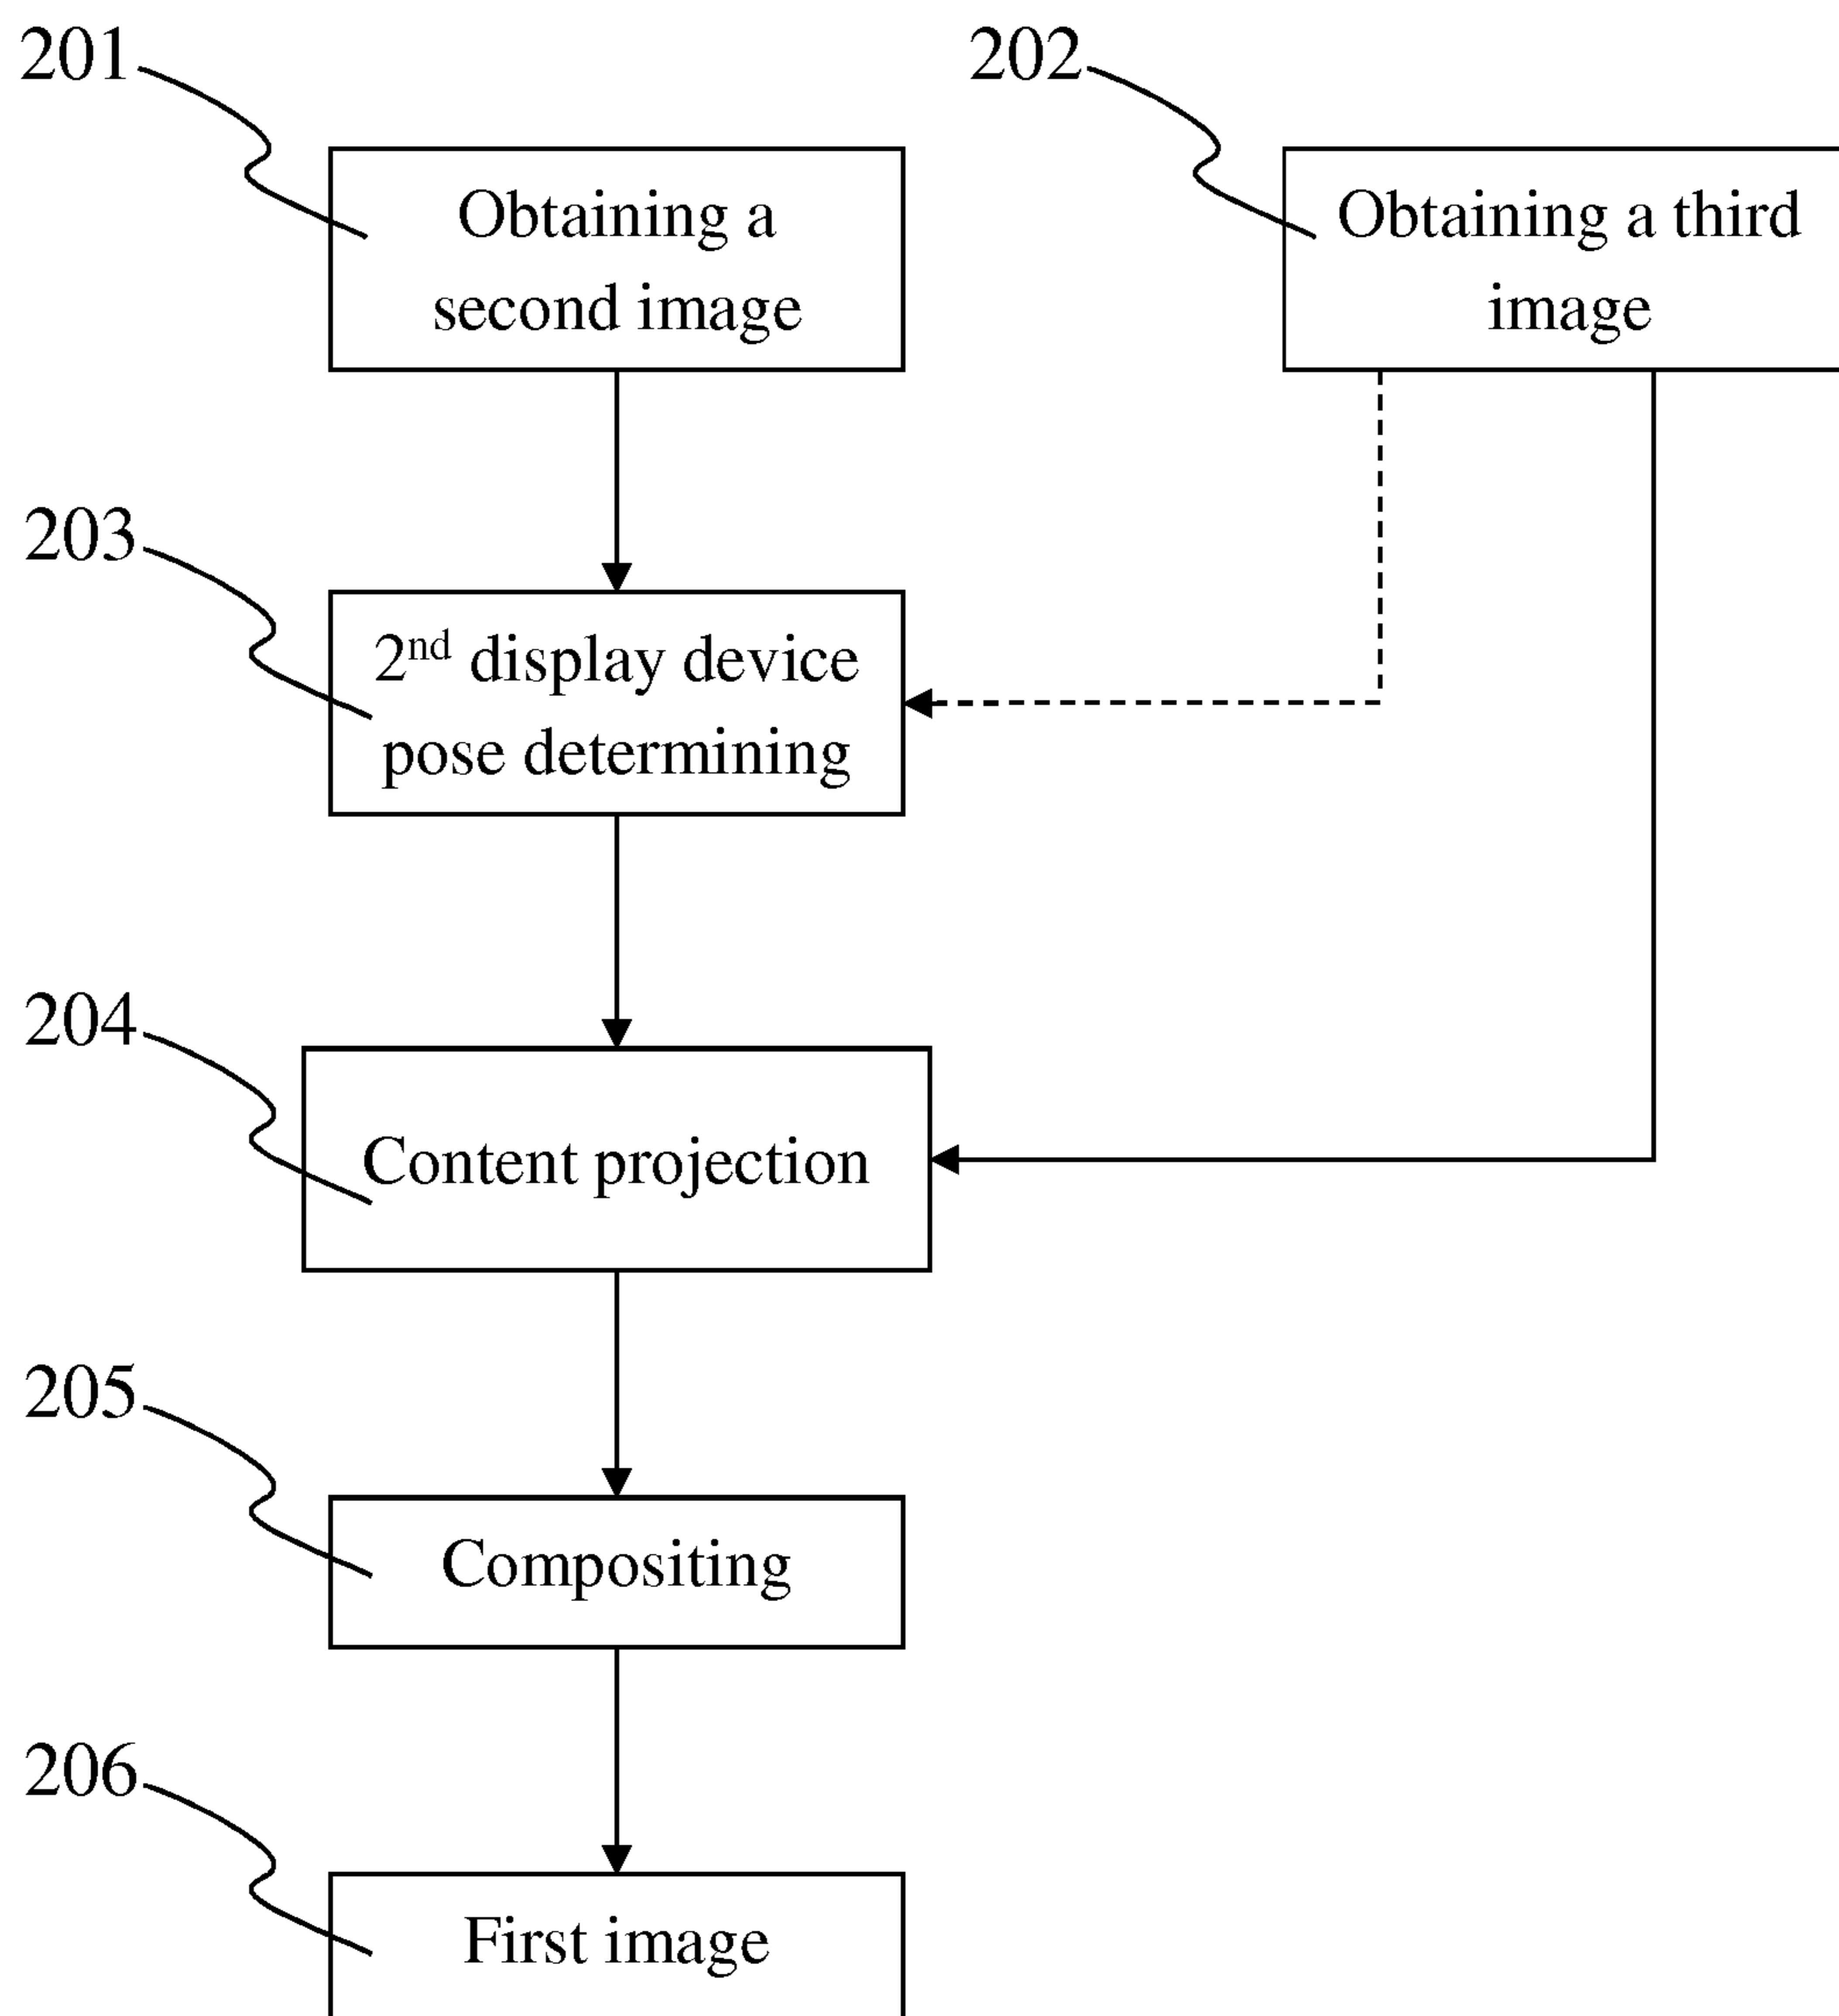 201
202
Obtaining a
second image
Obtaining a third
image
203
2nd display device
pose determining
204
Content projection
205
Compositing
206
First image